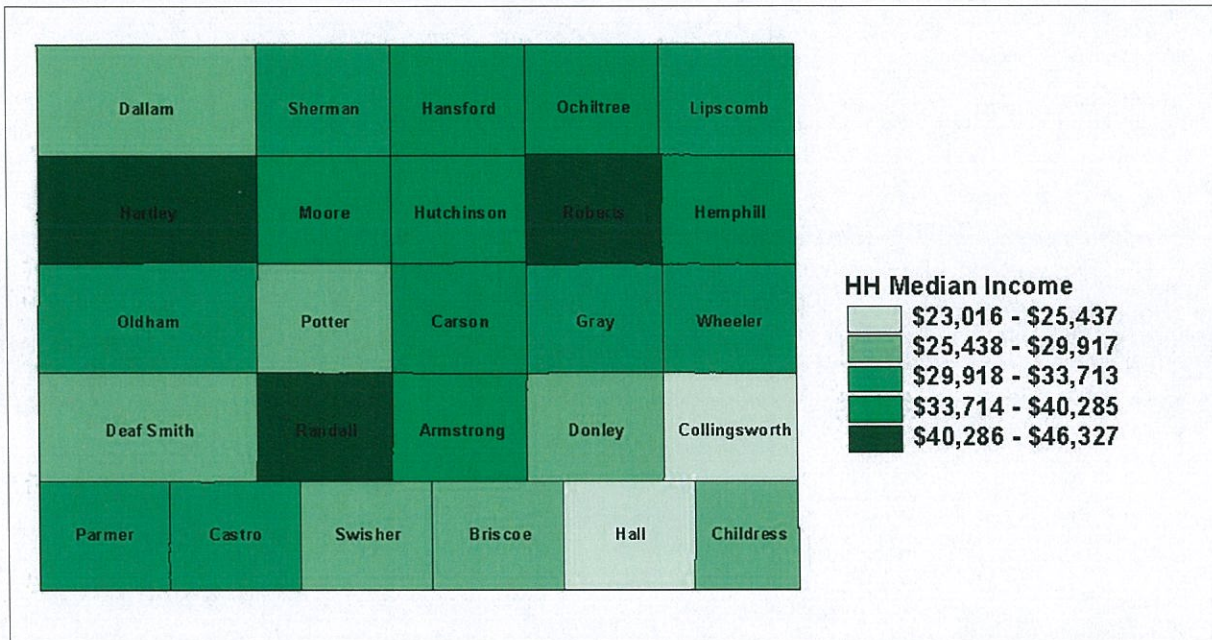 Dallam
Sherman
Hansford
Ochiltree
Lipscomb
Hartley
Moore
Hutchinson
Roberts
Hemphill
Oldham
Potter
Carson
Gray
Wheeler
Deaf Smith
Randall
Armstrong
Donley
Collingsworth
Parmer
Castro
Swisher
Briscoe
Hall
Childress
HH Median Income
$23,016 - $25,437
$25,438 - $29,917
$29,918 - $33,713
$33,714 - $40,285
$40,286 - $46,327